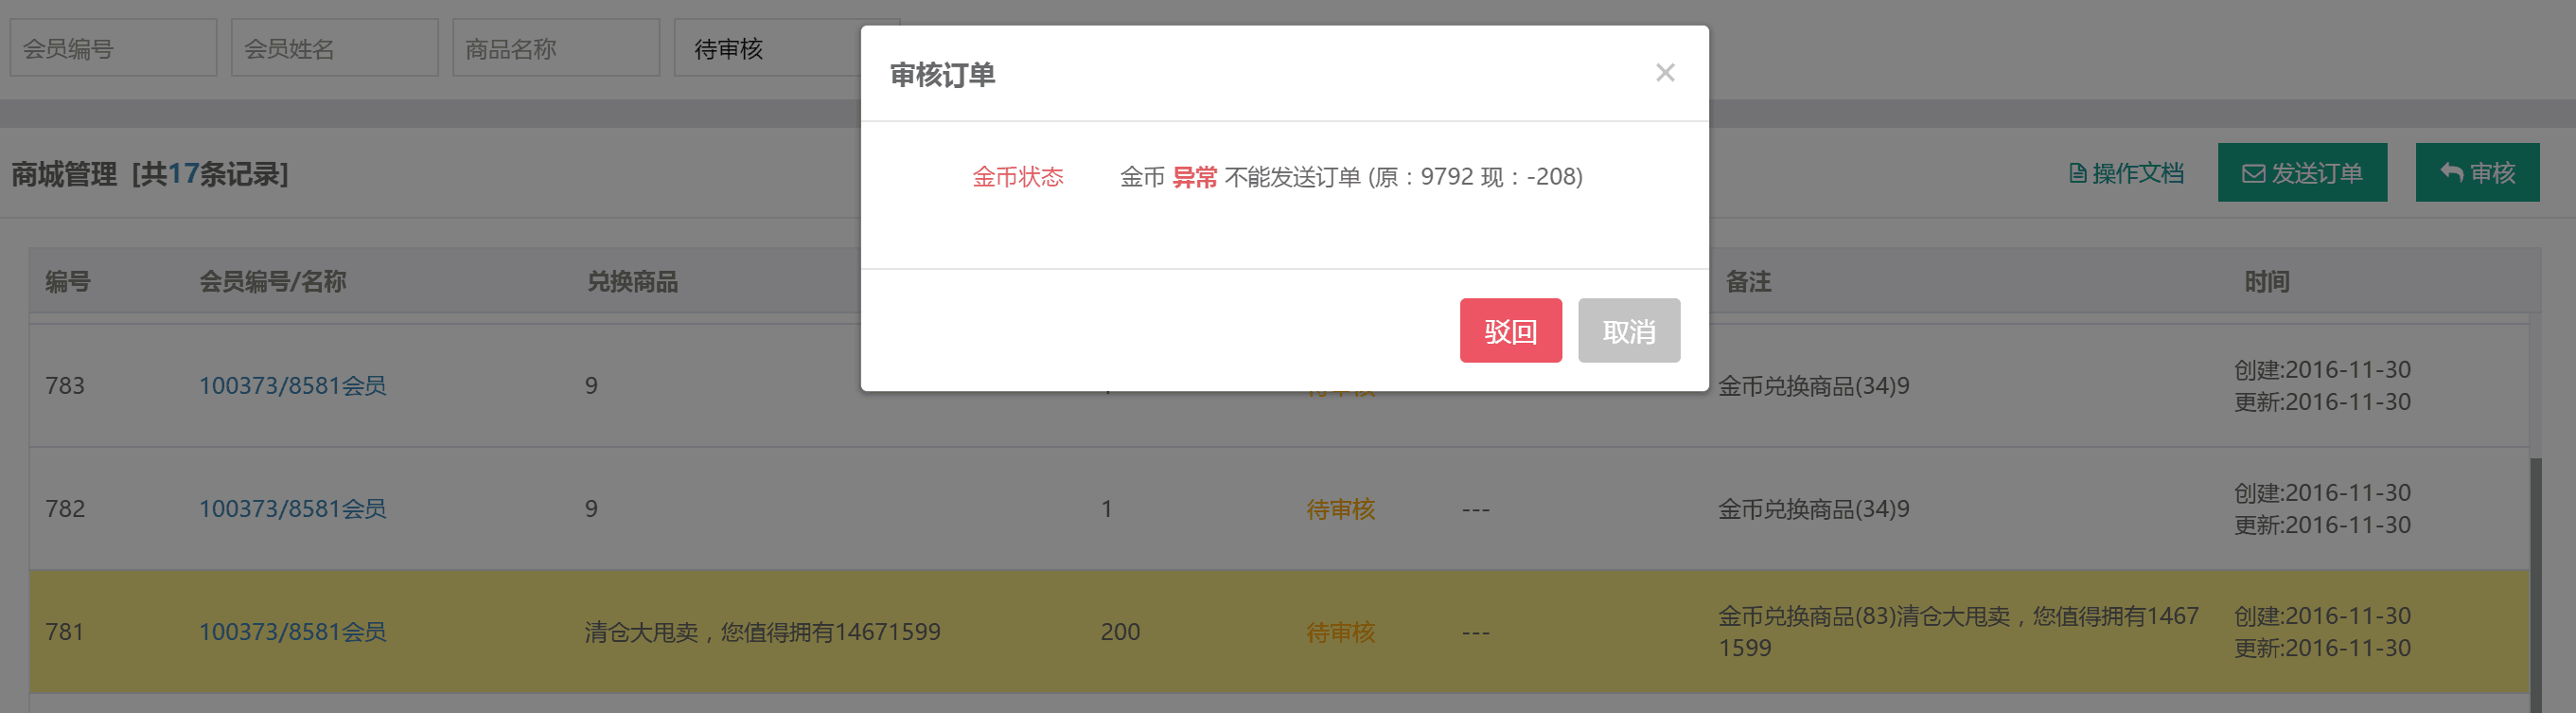 会员编号 会员姓名 商品名称 待审核
审核订单 ×
金币状态 金币 异常 不能发送订单 (原：9792 现：-208)
驳回 取消
商城管理 [共17条记录] 操作文档 发送订单 审核
编号 会员编号/名称 兑换商品 备注 时间
783 100373/8581会员 9 金币兑换商品(34)9 创建:2016-11-30
更新:2016-11-30
782 100373/8581会员 9 1 待审核 --- 金币兑换商品(34)9 创建:2016-11-30
更新:2016-11-30
781 100373/8581会员 清仓大甩卖，您值得拥有14671599 200 待审核 --- 金币兑换商品(83)清仓大甩卖，您值得拥有1467 创建:2016-11-30
1599 更新:2016-11-30